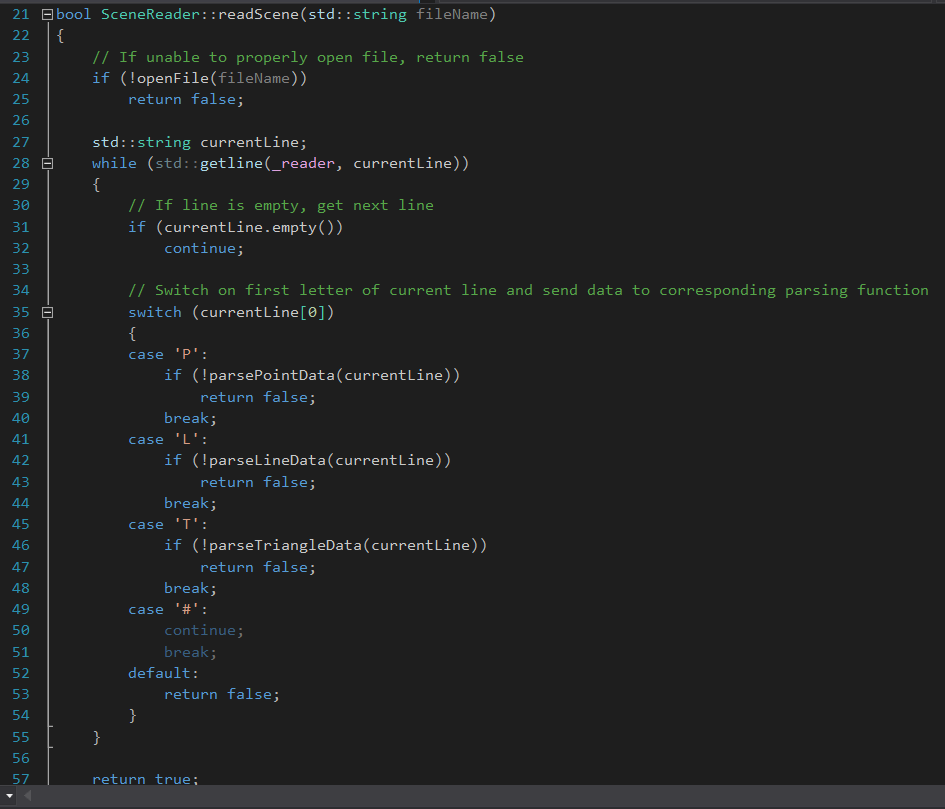 21 bool SceneReader::readScene(std::string fileName)
22 {
23     // If unable to properly open file, return false
24     if (!openFile(fileName))
25         return false;
26
27     std::string currentLine;
28     while (std::getline(_reader, currentLine))
29     {
30         // If line is empty, get next line
31         if (currentLine.empty())
32             continue;
33
34         // Switch on first letter of current line and send data to corresponding parsing function
35         switch (currentLine[0])
36         {
37         case 'P':
38             if (!parsePointData(currentLine))
39                 return false;
40             break;
41         case 'L':
42             if (!parseLineData(currentLine))
43                 return false;
44             break;
45         case 'T':
46             if (!parseTriangleData(currentLine))
47                 return false;
48             break;
49         case '#':
50             continue;
51             break;
52         default:
53             return false;
54         }
55     }
56
57     return true;